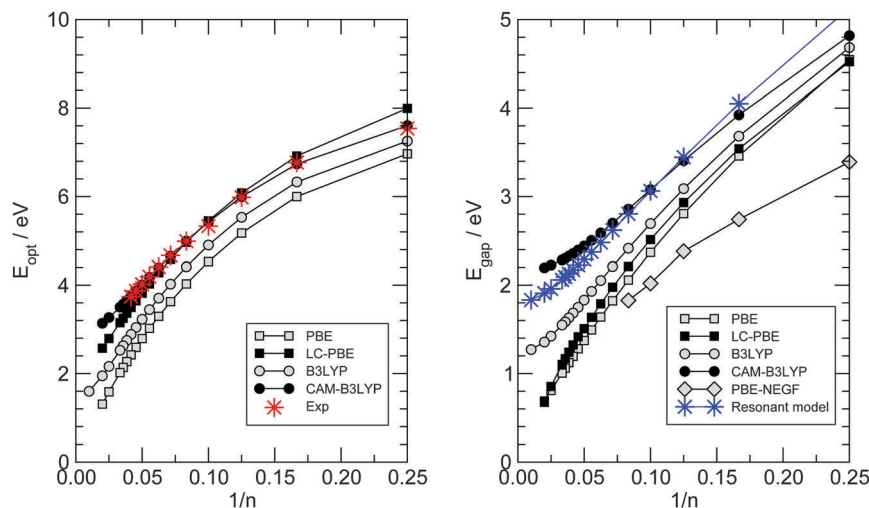 10
8
6
4
2
0
E_opt / eV
0.00 0.05 0.10 0.15 0.20 0.25
1/n
PBE
LC-PBE
B3LYP
CAM-B3LYP
Exp
5
4
3
2
1
0
E_gap / eV
0.00 0.05 0.10 0.15 0.20 0.25
1/n
PBE
LC-PBE
B3LYP
CAM-B3LYP
PBE-NEGF
Resonant model